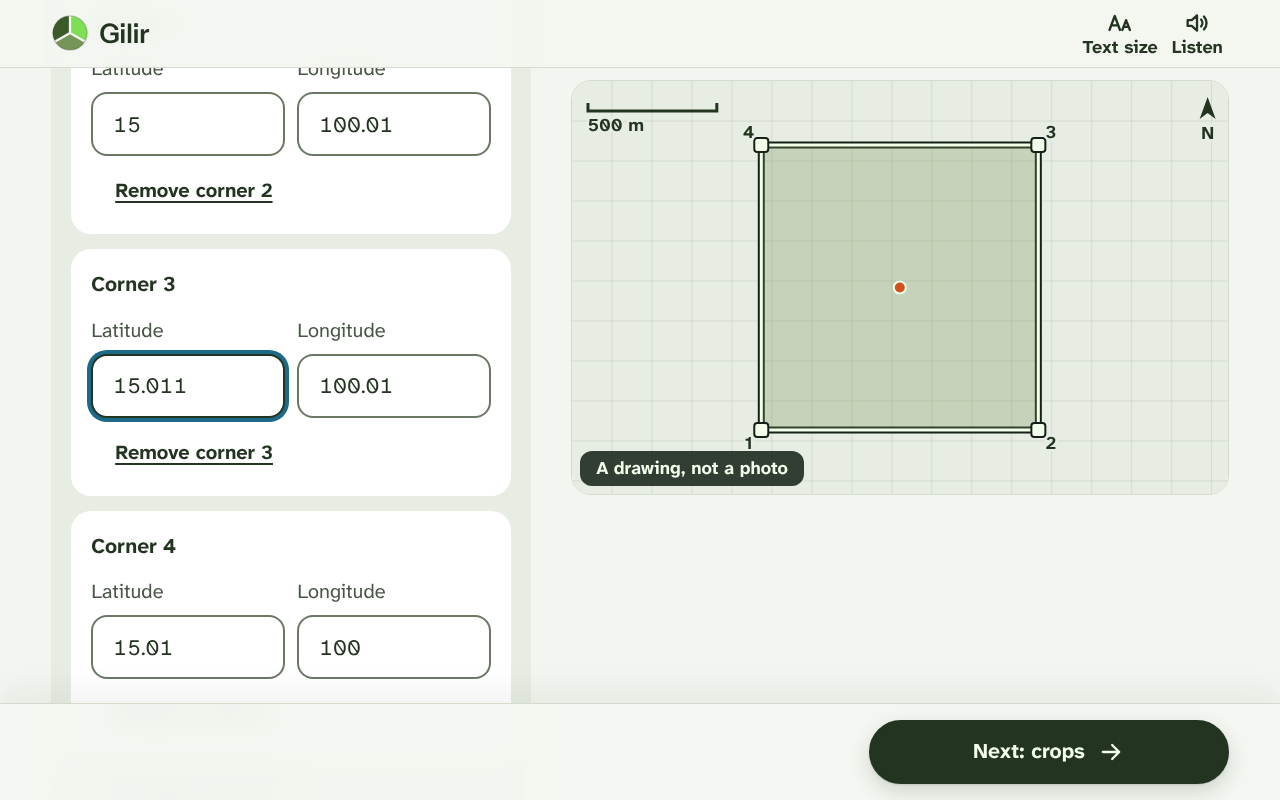 Gilir
Text size
Listen
Latitude
Longitude
15
100.01
Remove corner 2
Corner 3
Latitude
Longitude
15.011
100.01
Remove corner 3
Corner 4
Latitude
Longitude
15.01
100
500 m
N
4
3
1
2
A drawing, not a photo
Next: crops